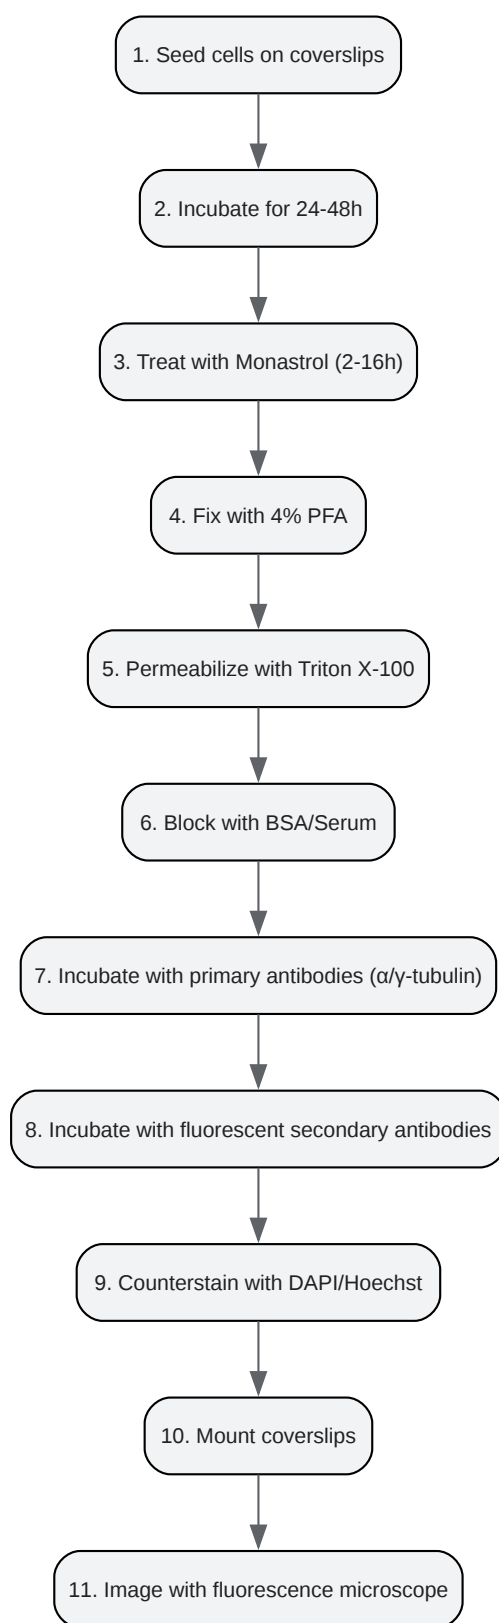 1. Seed cells on coverslips
2. Incubate for 24-48h
3. Treat with Monastrol (2-16h)
4. Fix with 4% PFA
5. Permeabilize with Triton X-100
6. Block with BSA/Serum
7. Incubate with primary antibodies (α/γ-tubulin)
8. Incubate with fluorescent secondary antibodies
9. Counterstain with DAPI/Hoechst
10. Mount coverslips
11. Image with fluorescence microscope